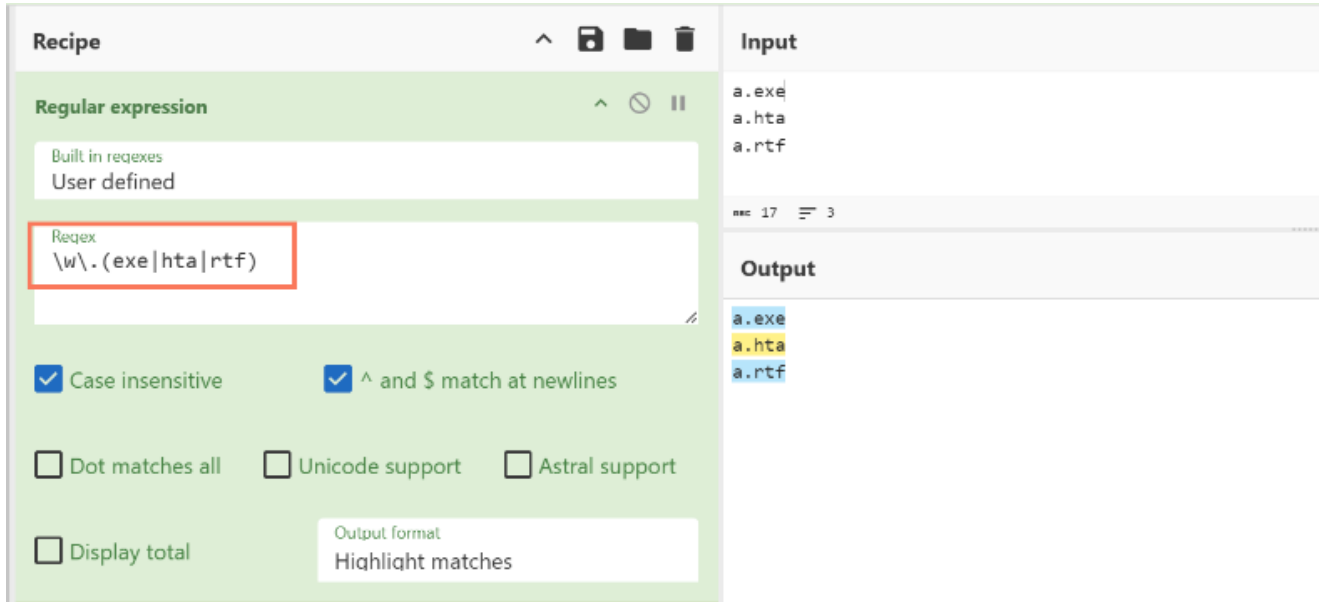 Recipe
Regular expression
Built in regexes
User defined
Regex
\w\.(exe|hta|rtf)
Case insensitive
^ and $ match at newlines
Dot matches all
Unicode support
Astral support
Display total
Output format
Highlight matches
Input
a.exe
a.hta
a.rtf
17 3
Output
a.exe
a.hta
a.rtf